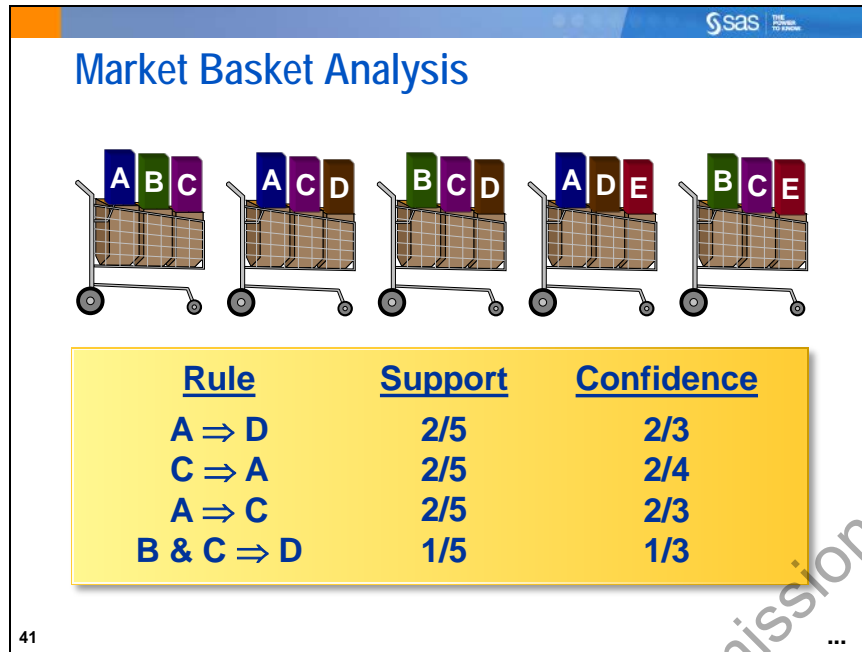 sas THE POWER TO KNOW.
Market Basket Analysis
A B C A C D B C D A D E B C E
Rule Support Confidence
A ⇒ D 2/5 2/3
C ⇒ A 2/5 2/4
A ⇒ C 2/5 2/3
B & C ⇒ D 1/5 1/3
41 ...